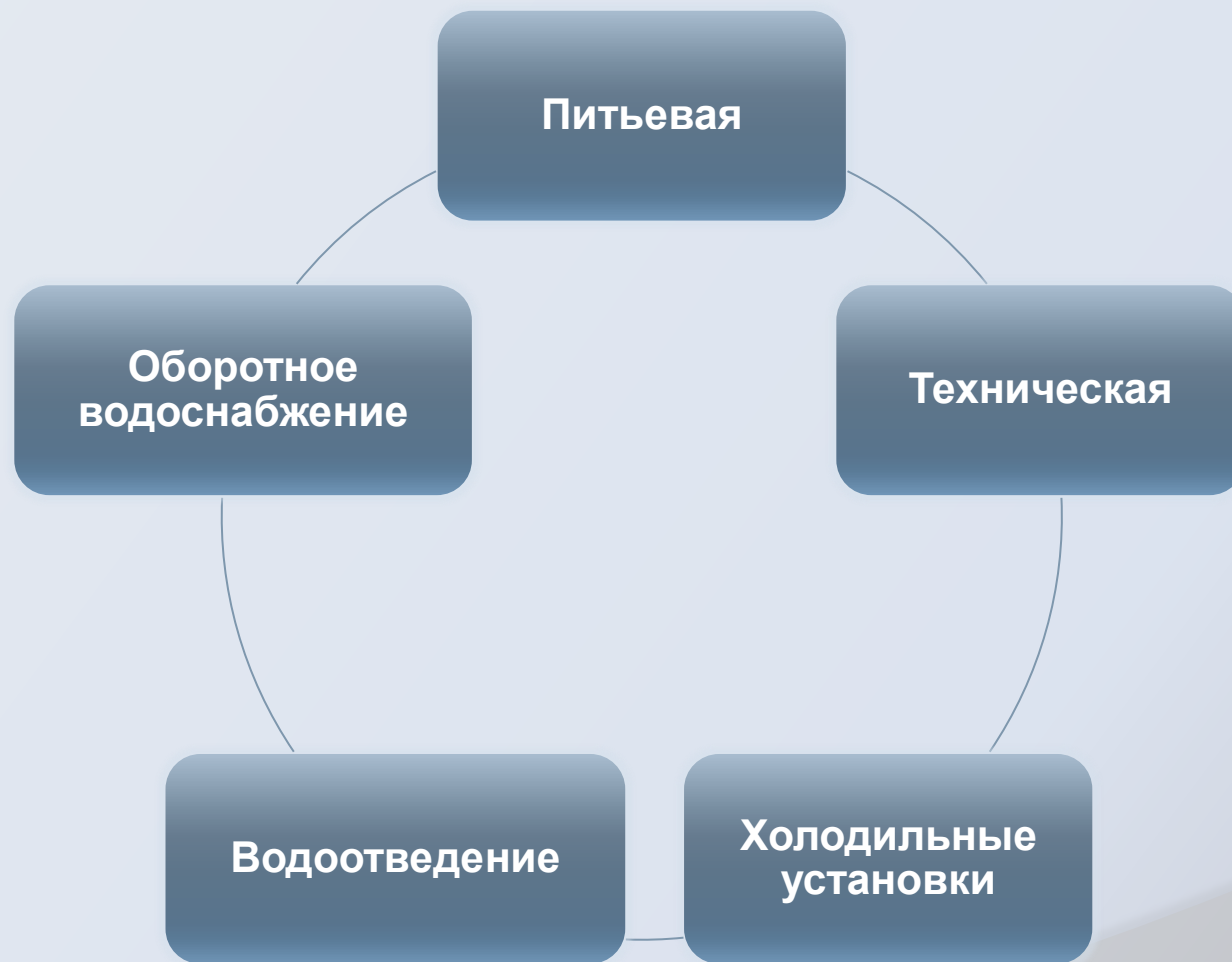 Питьевая
Оборотное
водоснабжение
Техническая
Водоотведение
Холодильные
установки